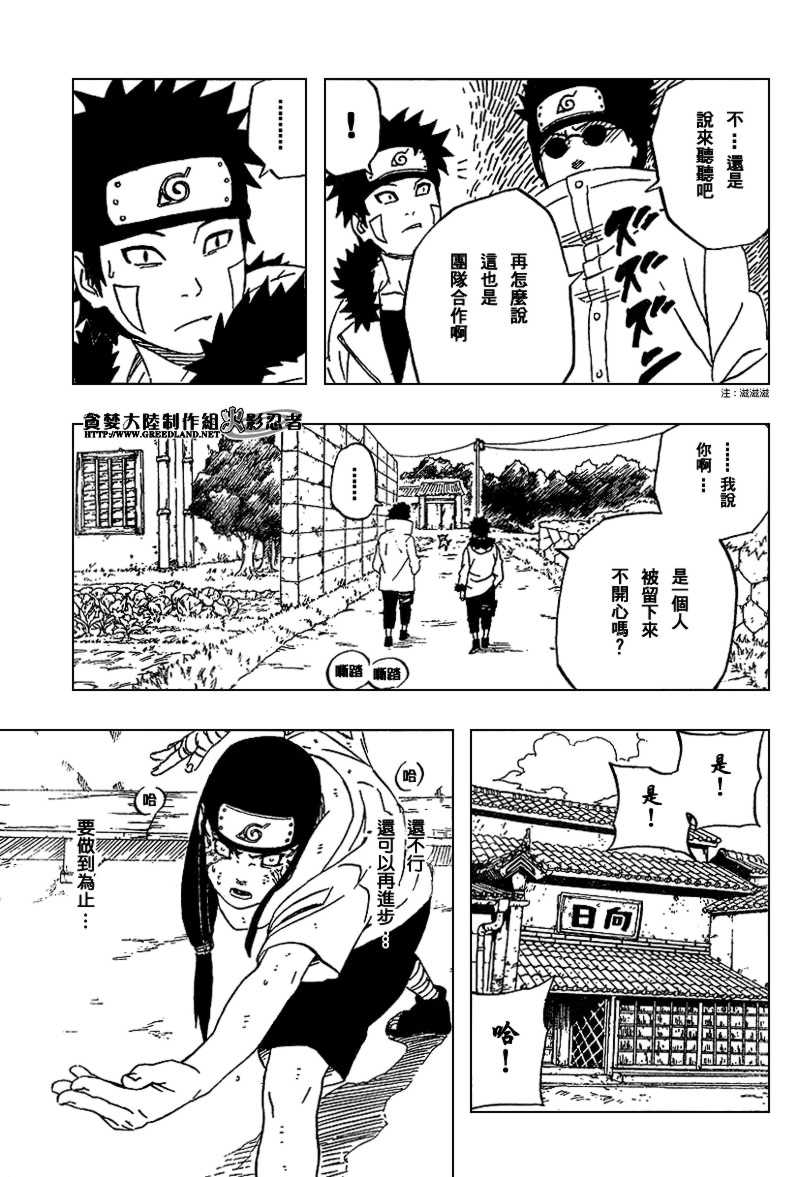 不…還是
說來聽聽吧
ズズズ
再怎麼說
這也是
團隊合作啊
！
………
注：滋滋滋
貪婪大陸制作組火影忍者
HTTP://WWW.GREEDLAND.NET
……我說
你啊…
是一個人
被留下來
不開心嗎？
……
嘶踏
嘶踏
是！
是！
日向
哈！
哈
哈
還不行
還可以再進步…
要做到為止…